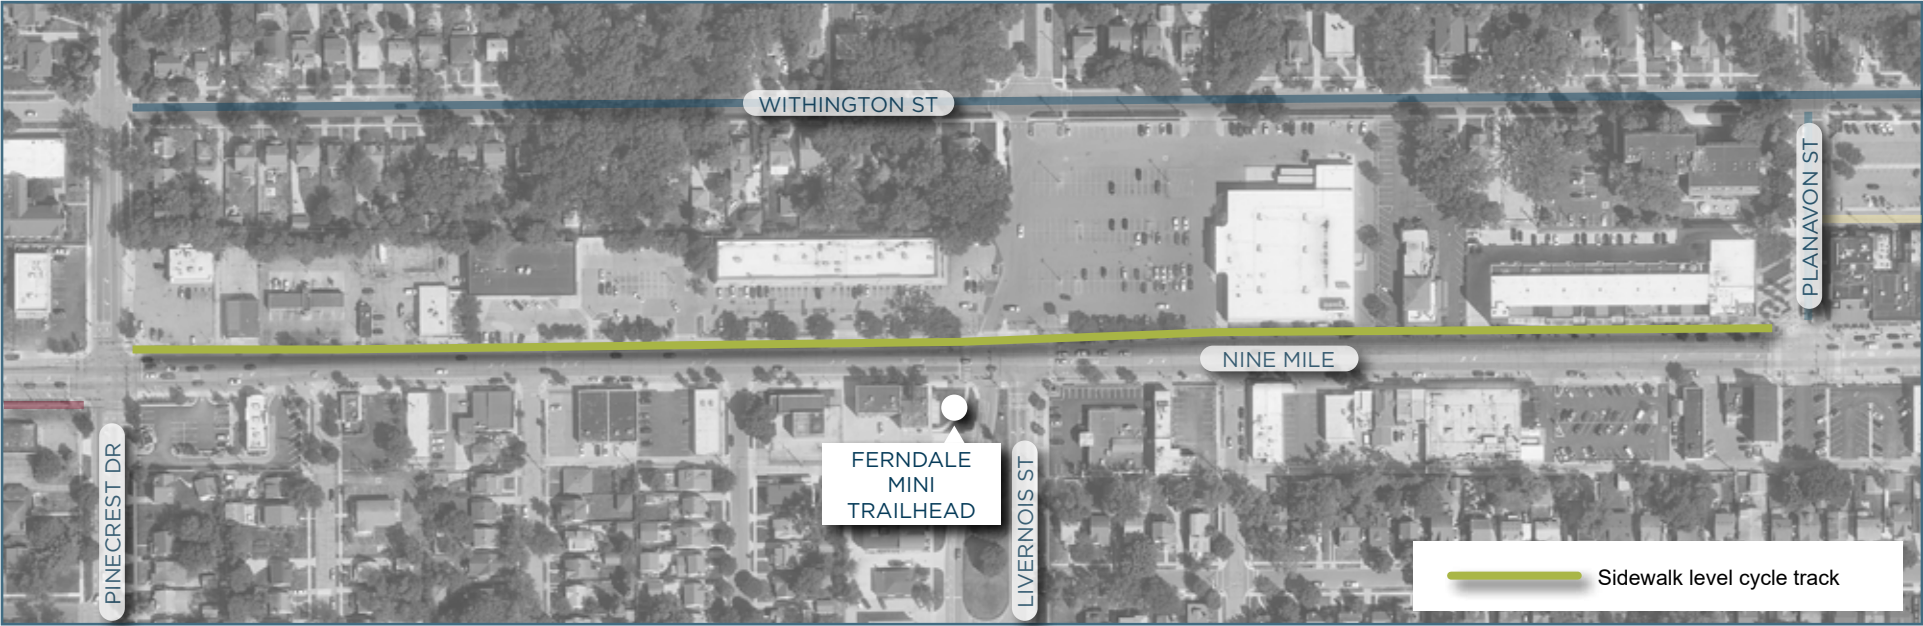 WITHINGTON ST
PLANAVON ST
NINE MILE
PINECREST DR
FERNDALE
MINI
TRAILHEAD
LIVERNOIS ST
Sidewalk level cycle track